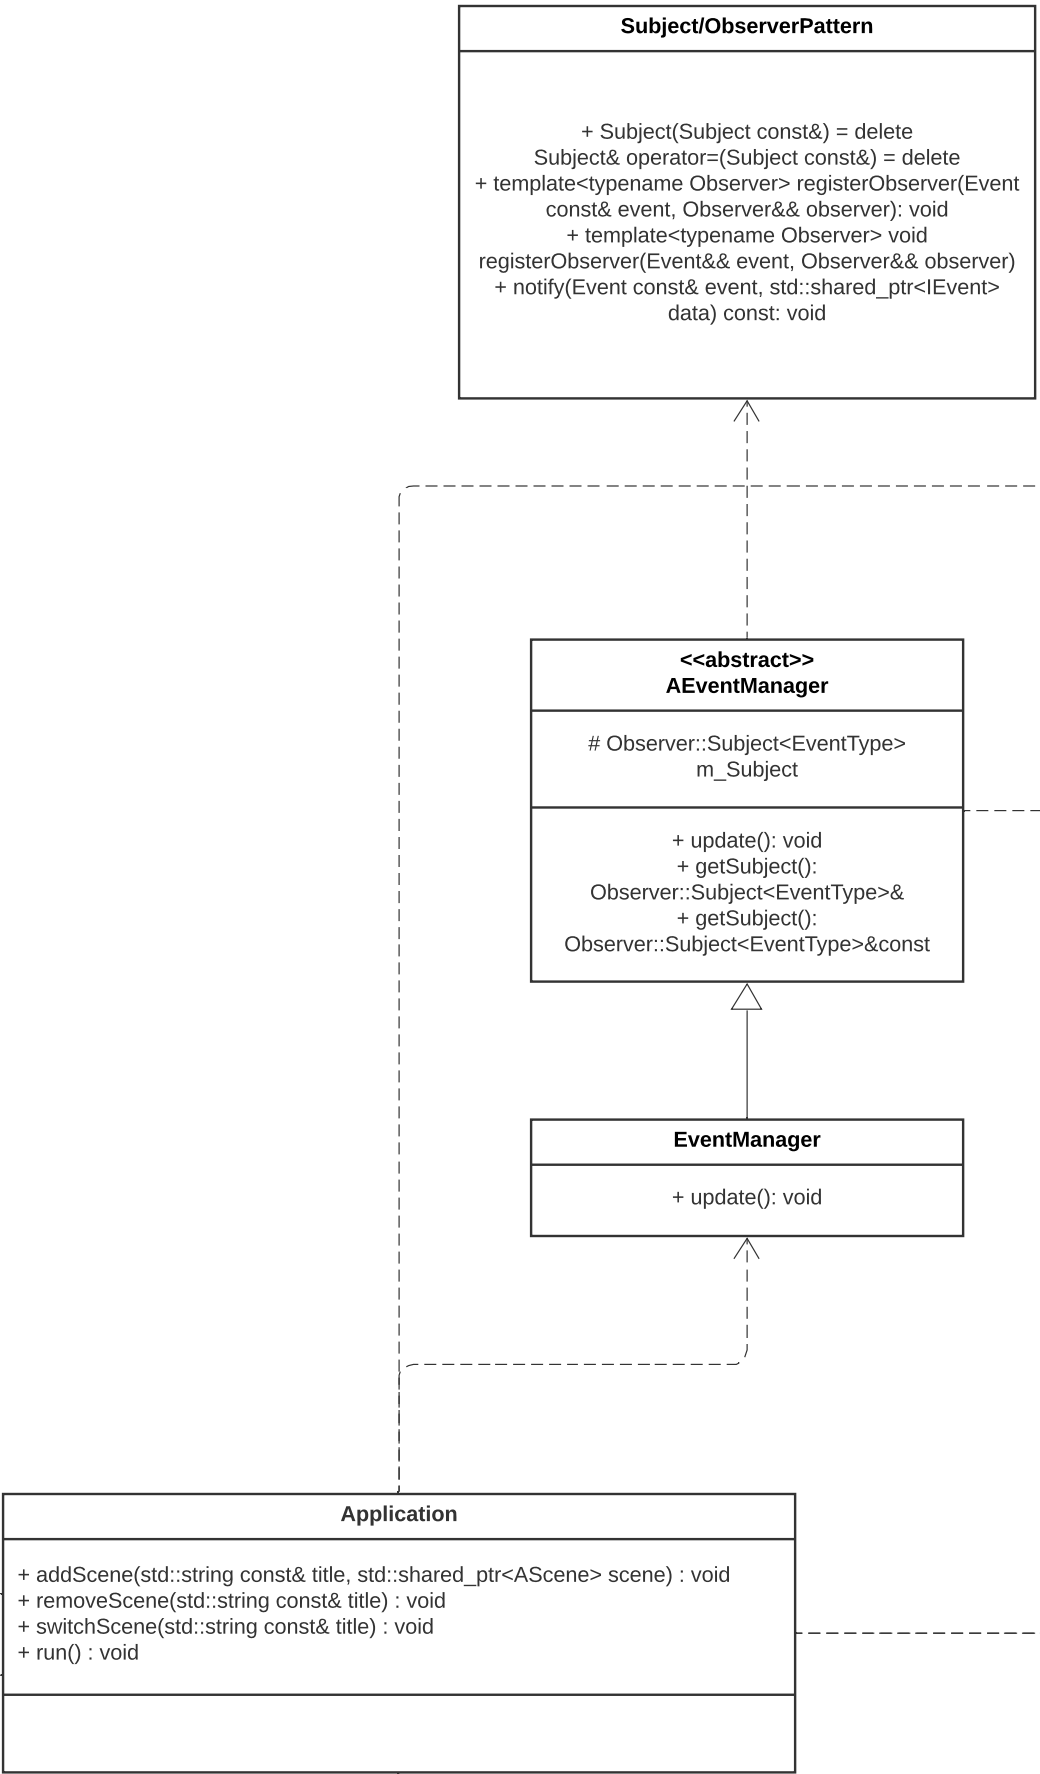 Subject/ObserverPattern
+ Subject(Subject const&) = delete
Subject& operator=(Subject const&) = delete
+ template<typename Observer> registerObserver(Event
const& event, Observer&& observer): void
+ template<typename Observer> void
registerObserver(Event&& event, Observer&& observer)
+ notify(Event const& event, std::shared_ptr<IEvent>
data) const: void
<<abstract>>
AEventManager
# Observer::Subject<EventType>
m_Subject
+ update(): void
+ getSubject():
Observer::Subject<EventType>&
+ getSubject():
Observer::Subject<EventType>&const
EventManager
+ update(): void
Application
+ addScene(std::string const& title, std::shared_ptr<AScene> scene) : void
+ removeScene(std::string const& title) : void
+ switchScene(std::string const& title) : void
+ run() : void